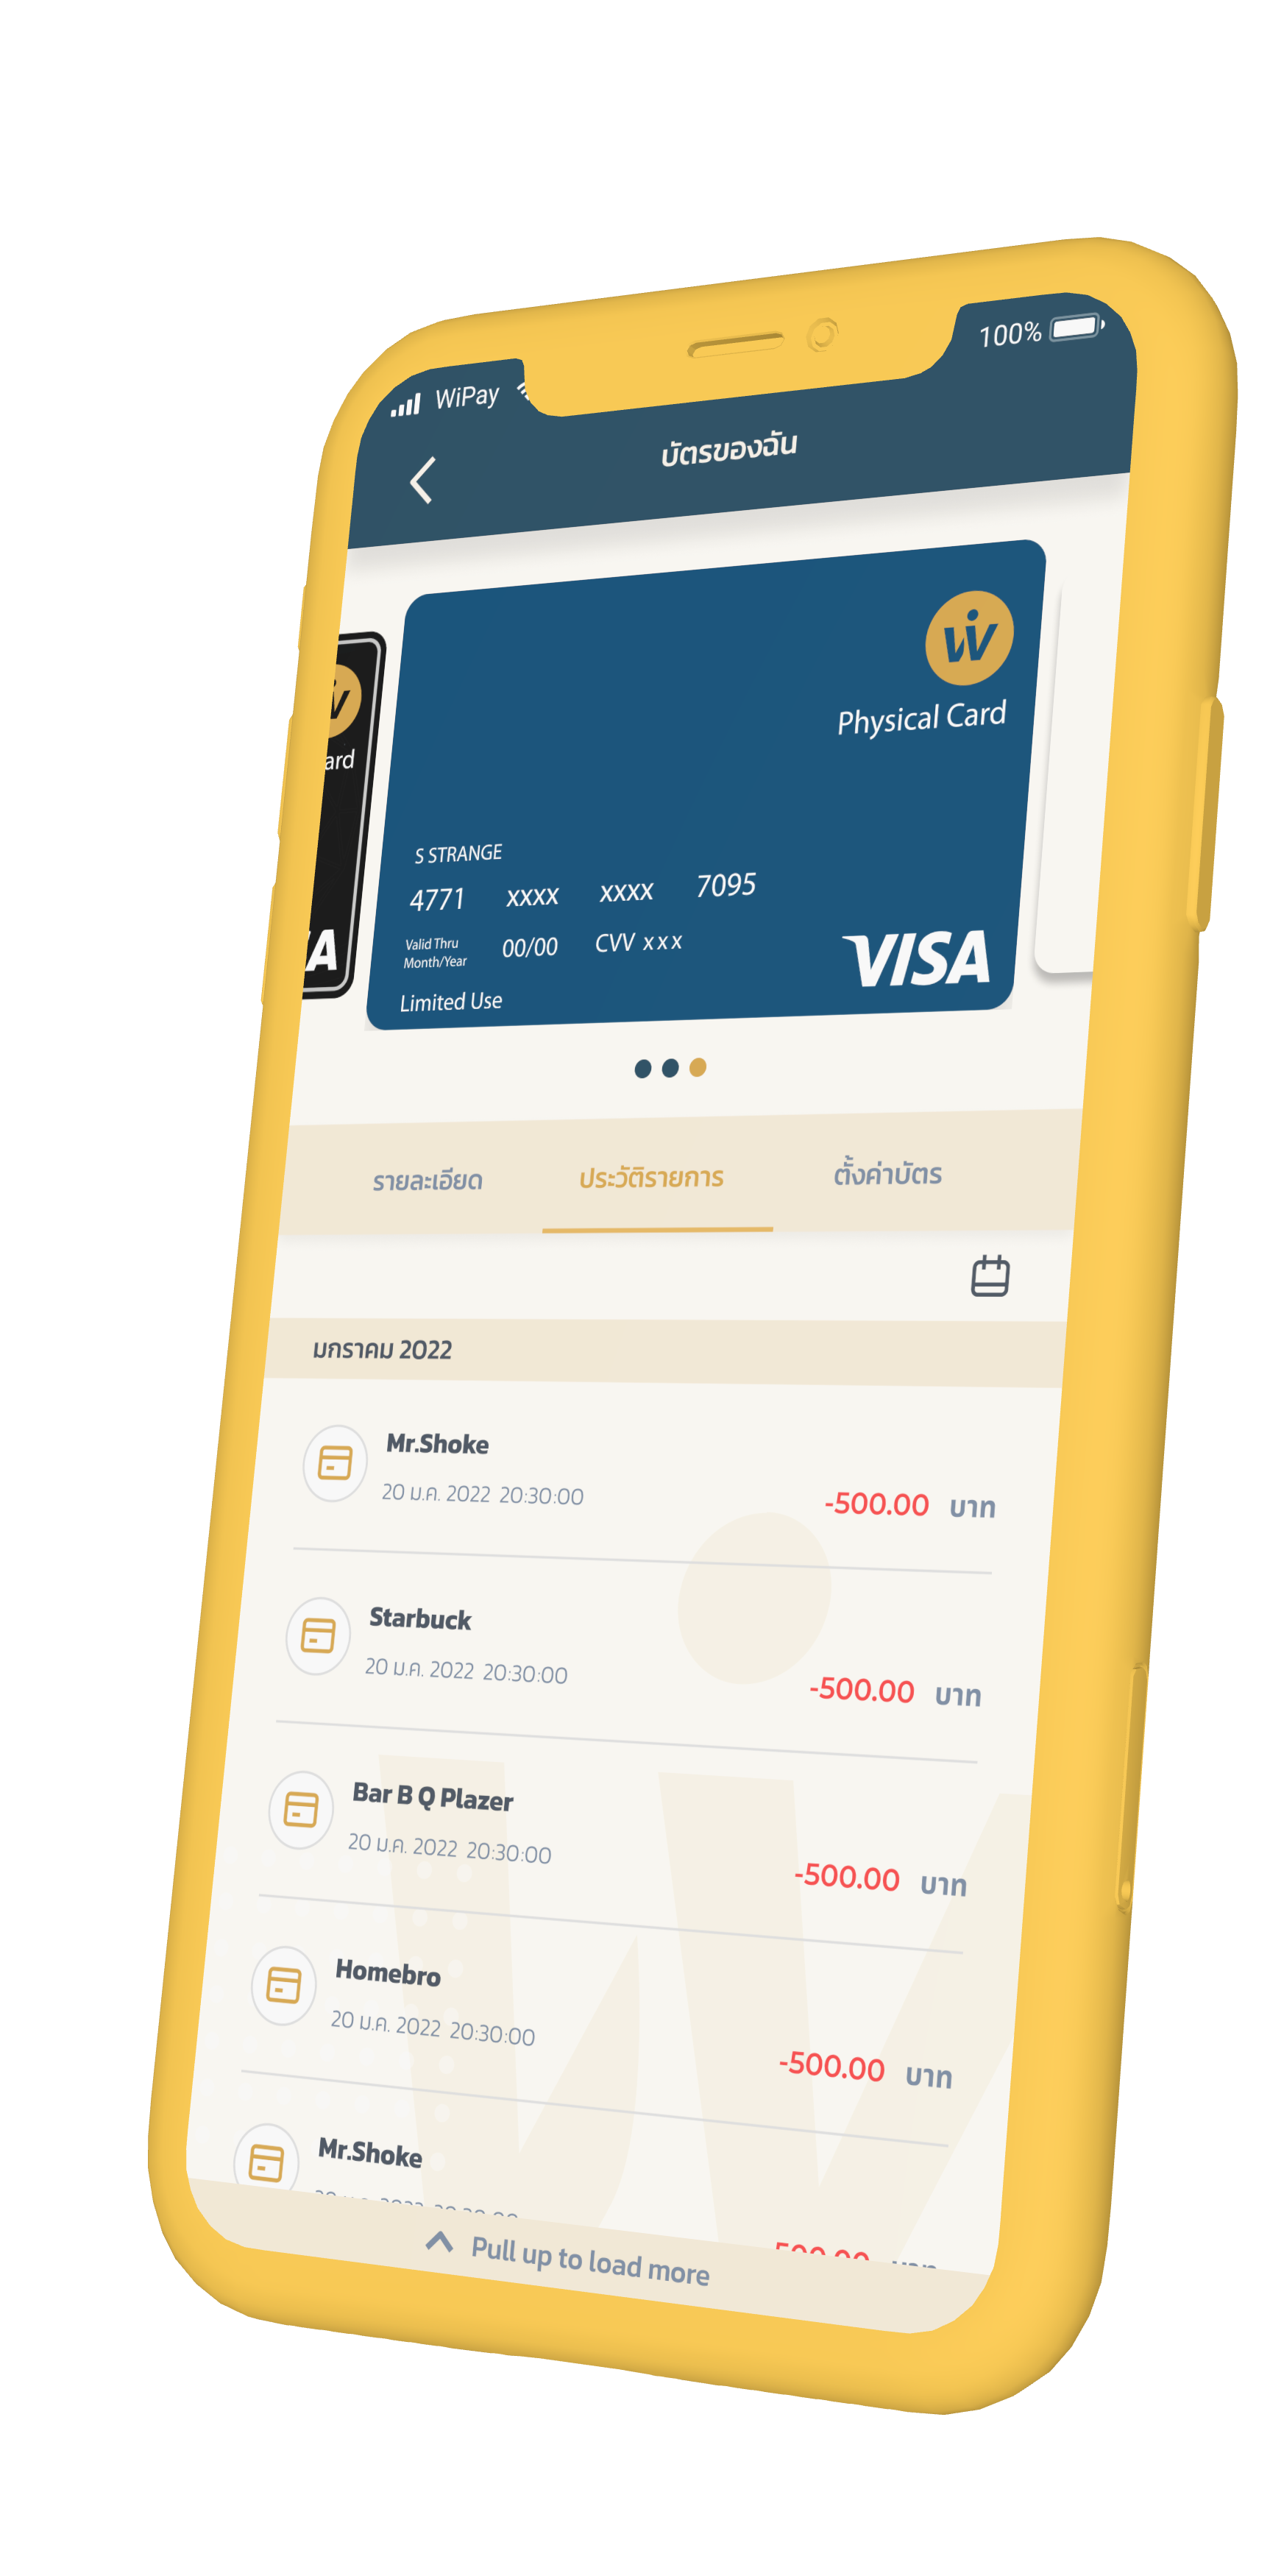 WiPay 100%
บัตรของฉัน
Physical Card
ard
S STRANGE
4771 xxxx xxxx 7095
Valid Thru
Month/Year 00/00 CVV xxx
VISA
Limited Use
รายละเอียด ประวัติรายการ ตั้งค่าบัตร
มกราคม 2022
Mr.Shoke
20 ม.ค. 2022 20:30:00
-500.00 บาท
Starbuck
20 ม.ค. 2022 20:30:00
-500.00 บาท
Bar B Q Plazer
20 ม.ค. 2022 20:30:00
-500.00 บาท
Homebro
20 ม.ค. 2022 20:30:00
-500.00 บาท
Mr.Shoke
Pull up to load more